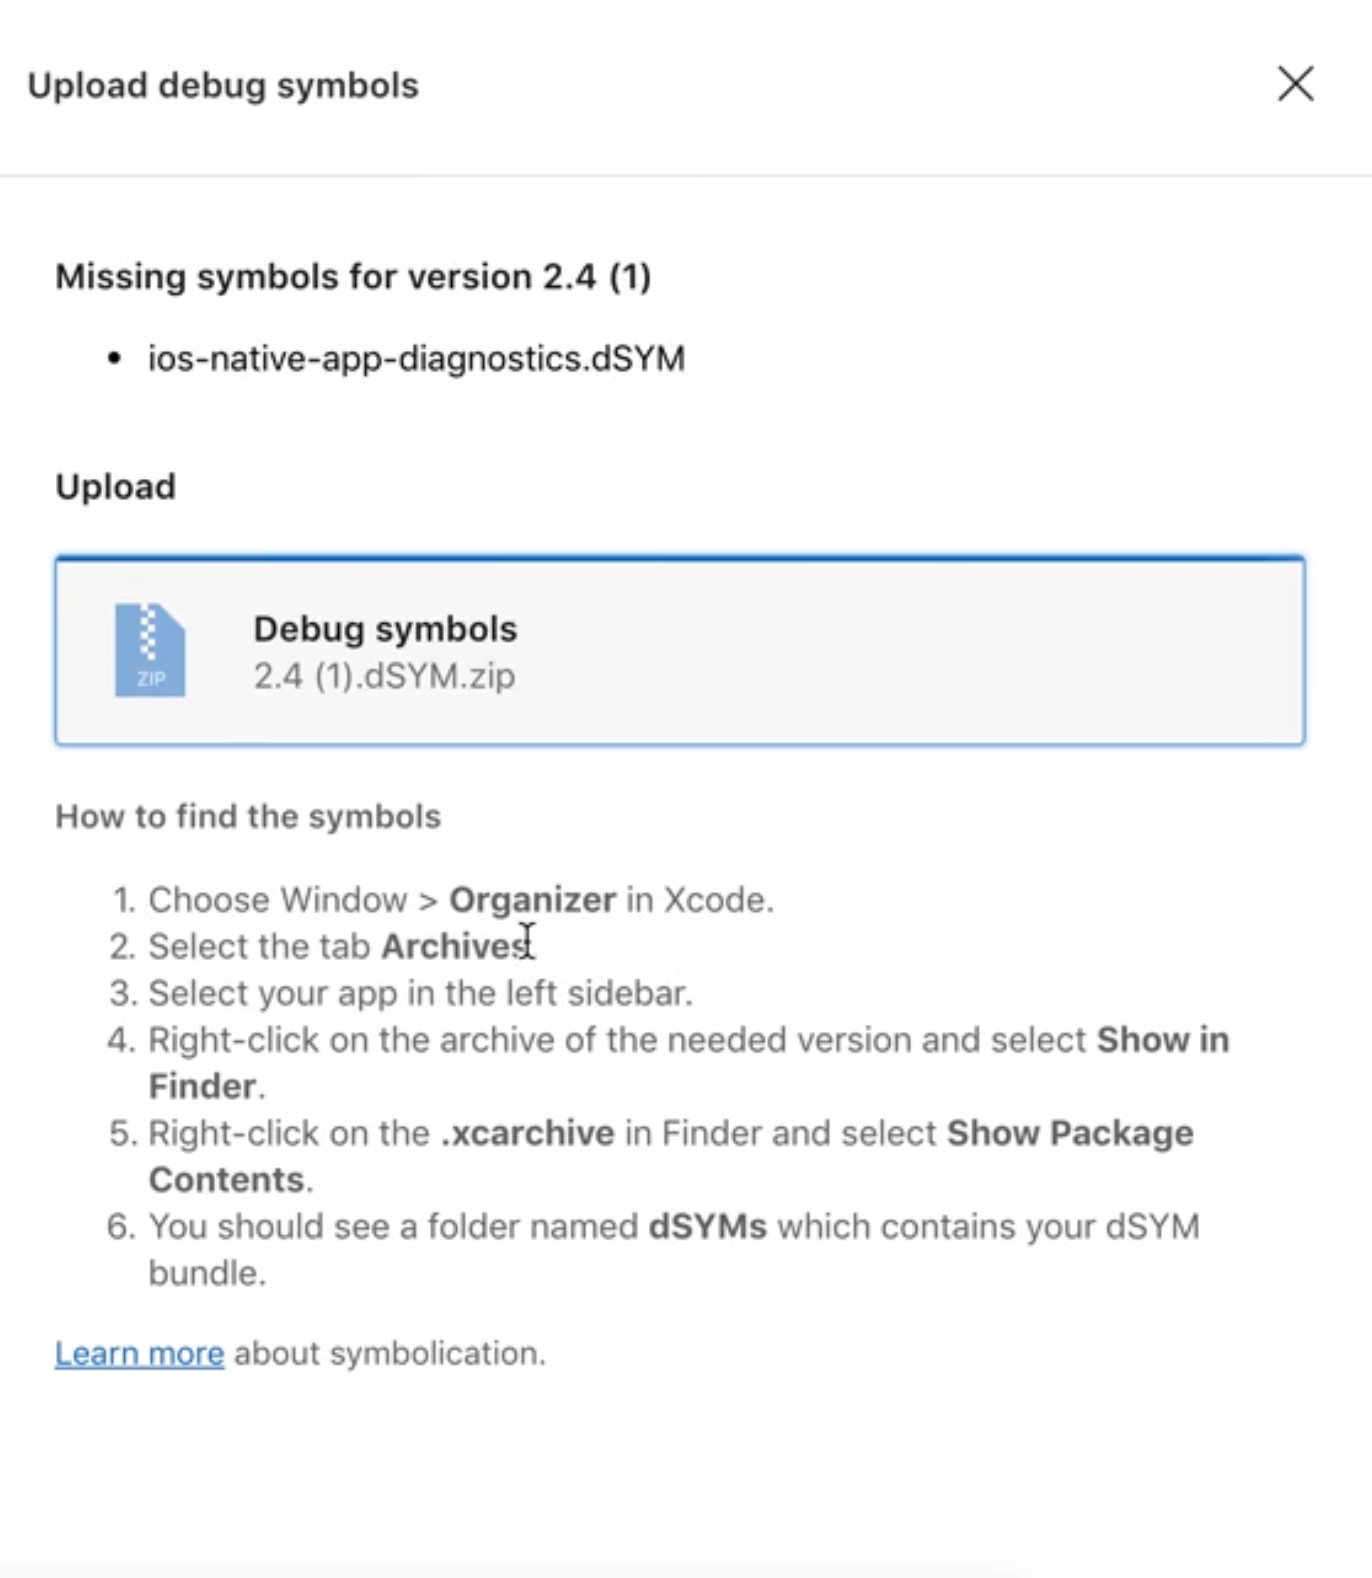 Upload debug symbols
Missing symbols for version 2.4 (1)
• ios-native-app-diagnostics.dSYM
Upload
Debug symbols
2.4 (1).dSYM.zip
ZIP
How to find the symbols
1. Choose Window > Organizer in Xcode.
2. Select the tab Archives
3. Select your app in the left sidebar.
4. Right-click on the archive of the needed version and select Show in
Finder.
5. Right-click on the .xcarchive in Finder and select Show Package
Contents.
6. You should see a folder named dSYMs which contains your dSYM
bundle.
Learn more about symbolication.